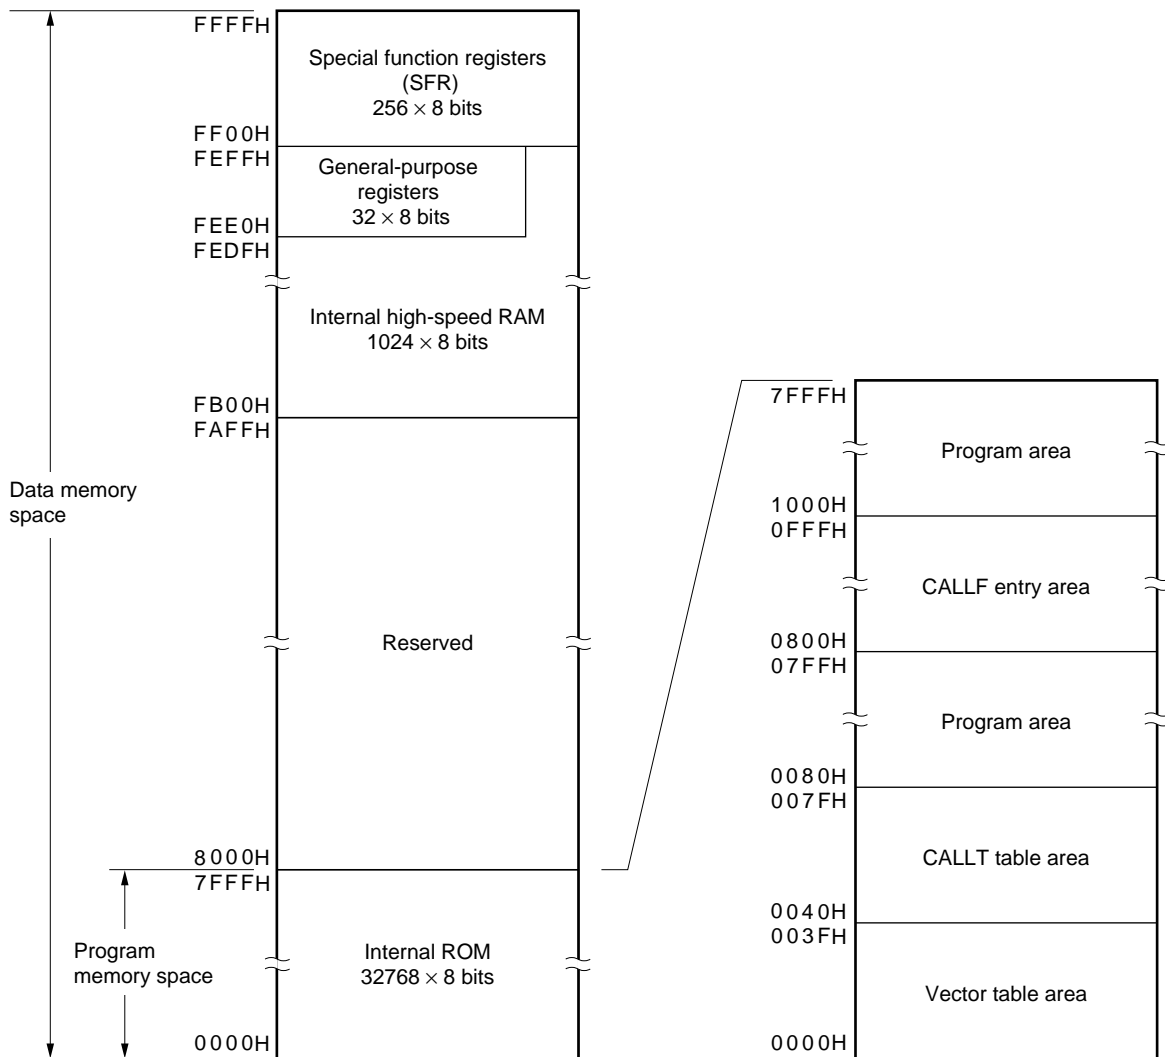 FFFFH
Special function registers
(SFR)
256 × 8 bits
FF00H
FEFFH
General-purpose
registers
32 × 8 bits
FEE0H
FEDFH
Internal high-speed RAM
1024 × 8 bits
FB00H
FAFFH
Data memory
space
Reserved
8000H
7FFFH
Program
memory space
Internal ROM
32768 × 8 bits
0000H
7FFFH
Program area
1000H
0FFFH
CALLF entry area
0800H
07FFH
Program area
0080H
007FH
CALLT table area
0040H
003FH
Vector table area
0000H